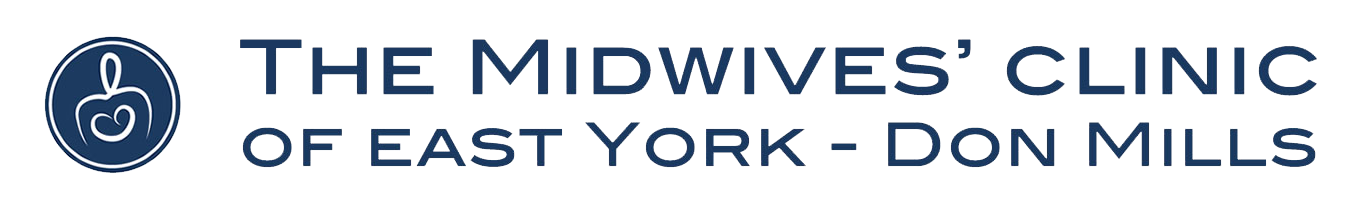 The Midwives’ clinic
of east York - Don Mills